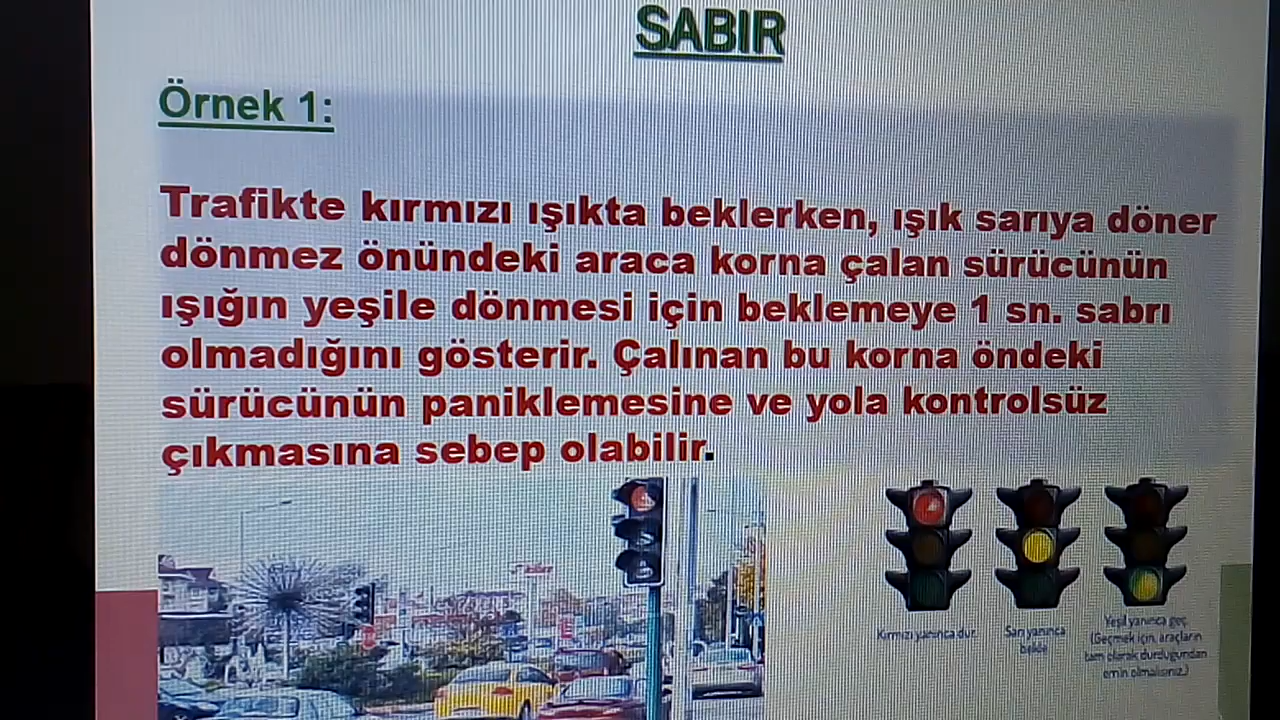 SABIR
Örnek 1:
Trafikte kırmızı ışıkta beklerken, ışık sarıya döner
dönmez önündeki araca korna çalan sürücünün
ışığın yeşile dönmesi için beklemeye 1 sn. sabrı
olmadığını gösterir. Çalınan bu korna öndeki
sürücünün paniklemesine ve yola kontrolsüz
çıkmasına sebep olabilir.
Kırmızı yanınca dur.
Sarı yanınca
bekle
Yeşil yanınca geç.
(Geçmek için, araçların
tam olarak durduğundan
emin olmalısınız.)